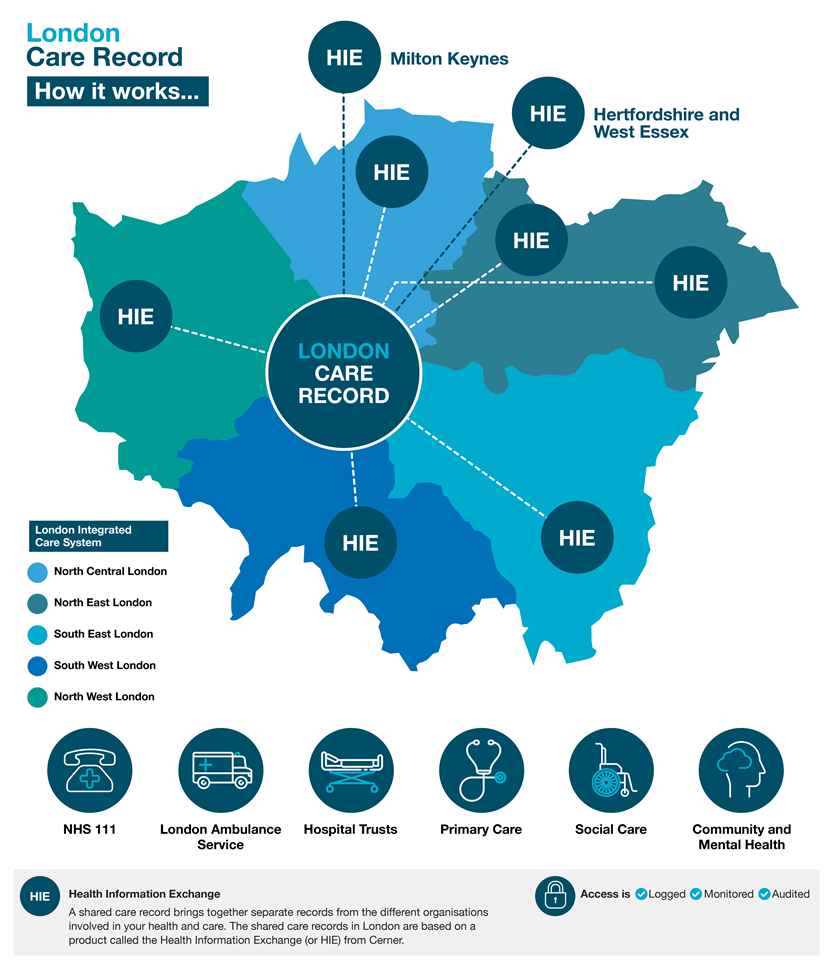 London
Care Record
How it works...
HIE
Milton Keynes
HIE
Hertfordshire and
West Essex
HIE
HIE
HIE
HIE
LONDON
CARE
RECORD
HIE
HIE
London Integrated
Care System
North Central London
North East London
South East London
South West London
North West London
NHS 111
London Ambulance
Service
Hospital Trusts
Primary Care
Social Care
Community and
Mental Health
HIE
Health Information Exchange
A shared care record brings together separate records from the different organisations
involved in your health and care. The shared care records in London are based on a
product called the Health Information Exchange (or HIE) from Cerner.
Access is Logged Monitored Audited